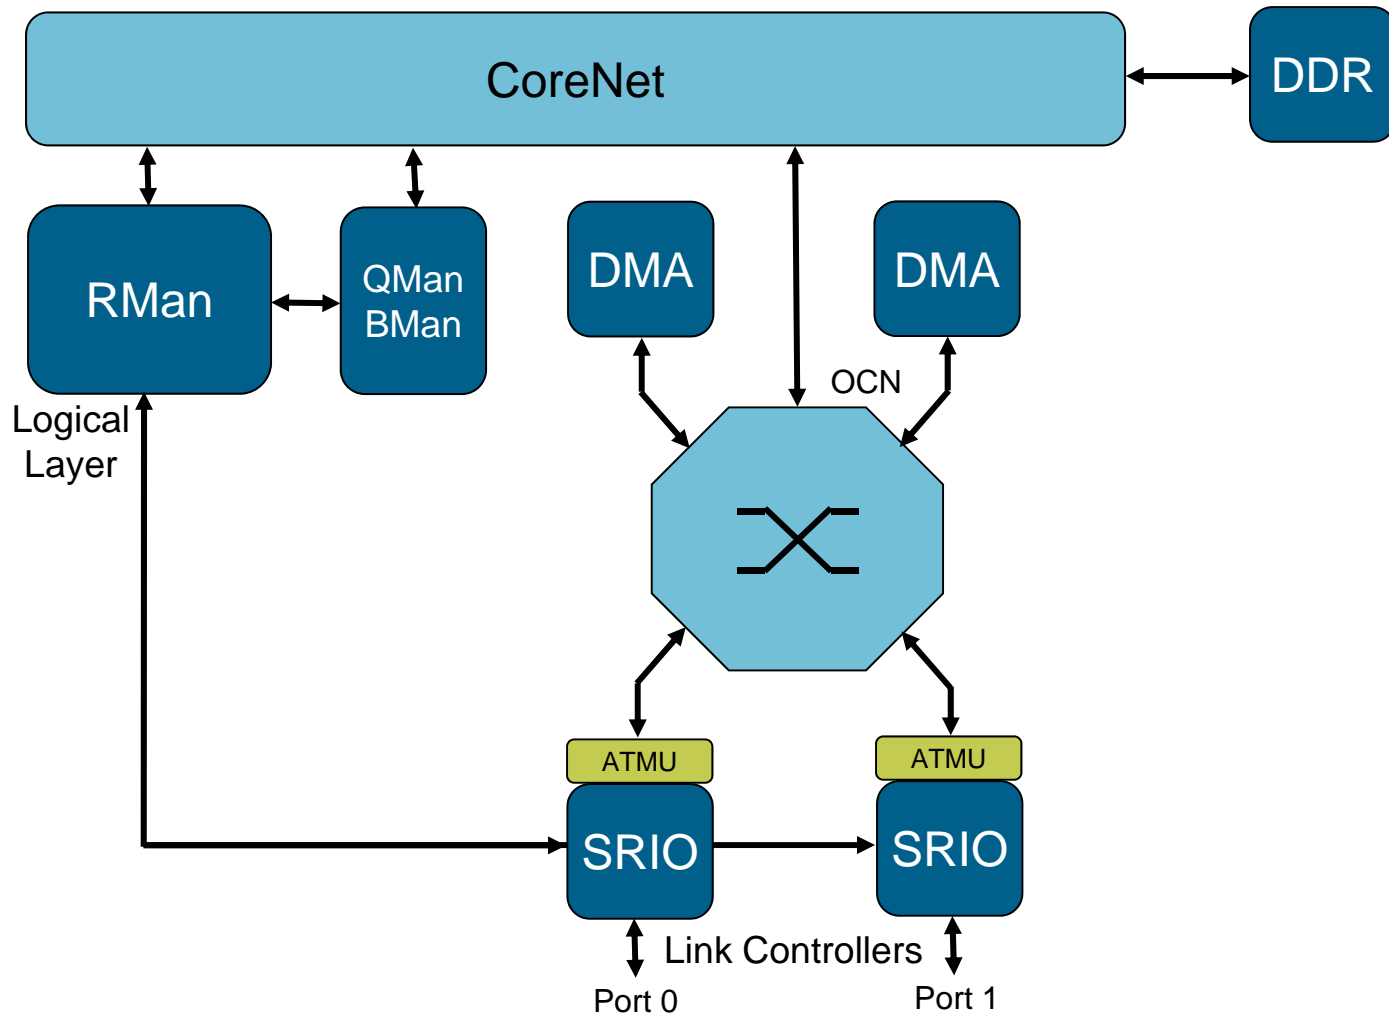 CoreNet
DDR
RMan
QMan
BMan
DMA
DMA
OCN
Logical
Layer
ATMU
ATMU
SRIO
SRIO
Link Controllers
Port 0
Port 1